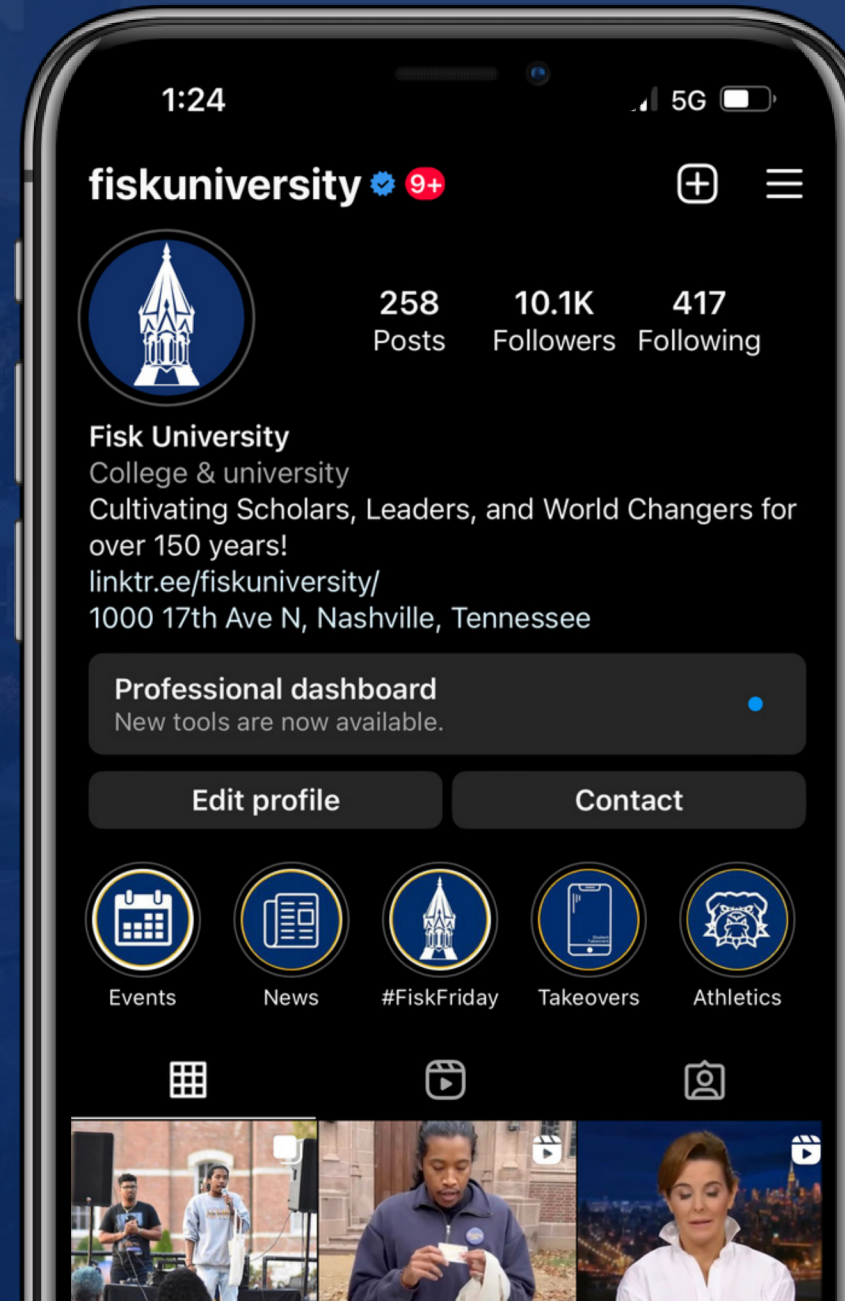 1:24
5G
fiskuniversity 9+
258 10.1K 417
Posts Followers Following
Fisk University
College & university
Cultivating Scholars, Leaders, and World Changers for
over 150 years!
linktr.ee/fiskuniversity/
1000 17th Ave N, Nashville, Tennessee
Professional dashboard
New tools are now available.
Edit profile Contact
Events News #FiskFriday Takeovers Athletics